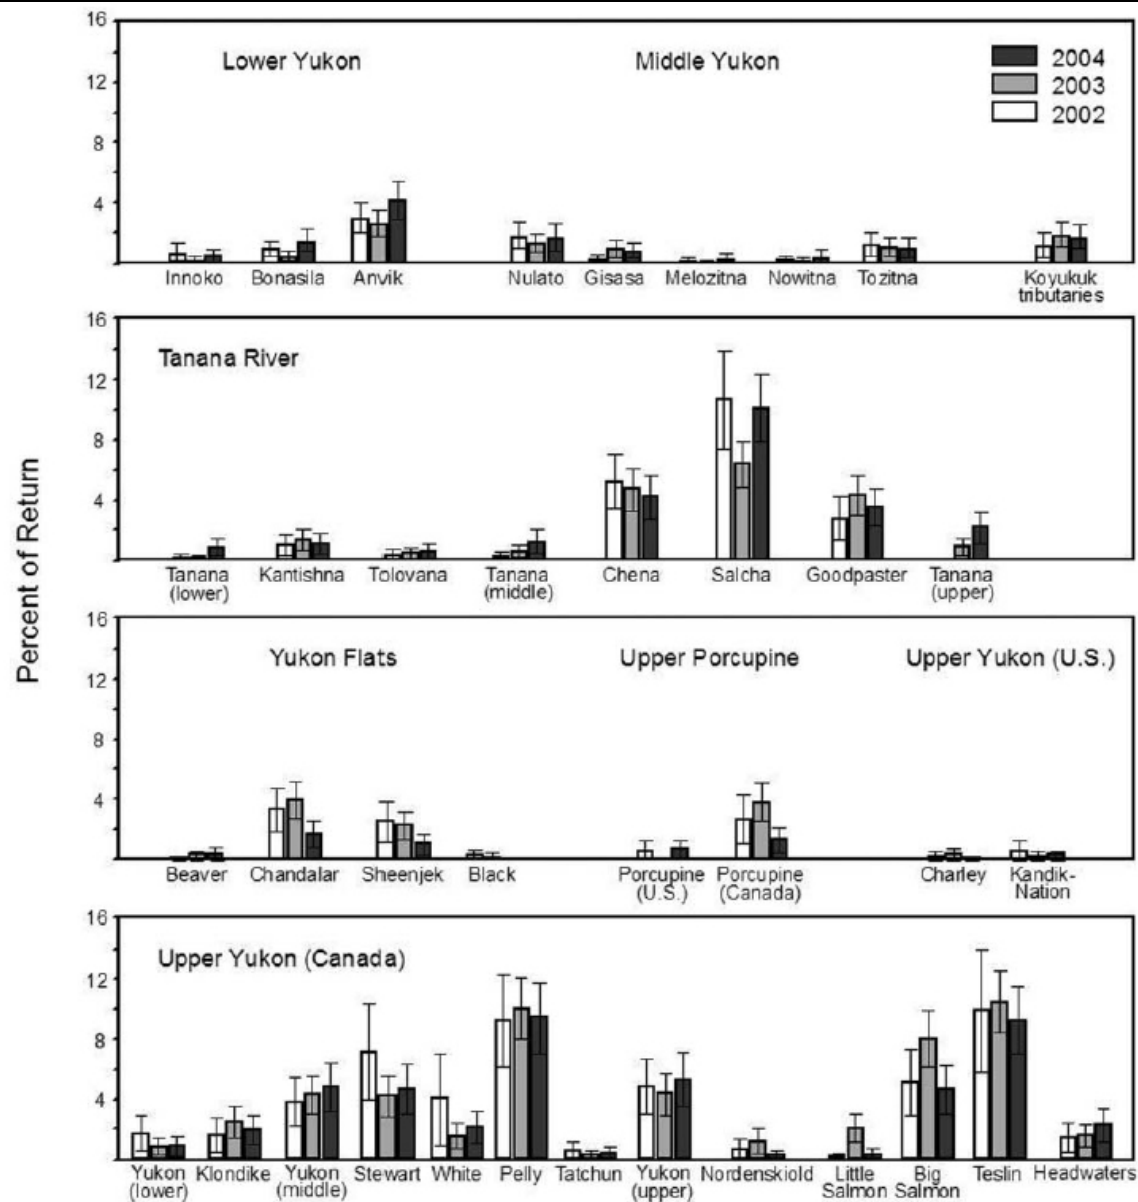 Percent of Return
16
12
8
4
Lower Yukon
Middle Yukon
2004
2003
2002
Innoko Bonasila Anvik Nulato Gisasa Melozitna Nowitna Tozitna Koyukuk
tributaries
16
12
8
4
Tanana River
Tanana Kantishna Tolovana Tanana Chena Salcha Goodpaster Tanana
(lower) (middle) (upper)
16
12
8
4
Yukon Flats
Upper Porcupine
Upper Yukon (U.S.)
Beaver Chandalar Sheenjek Black Porcupine Porcupine Charley Kandik-
(U.S.) (Canada) Nation
16
12
8
4
Upper Yukon (Canada)
Yukon Klondike Yukon Stewart White Pelly Tatchun Yukon Nordenskiold Little Big Teslin Headwaters
(lower) (middle) (upper) Salmon Salmon